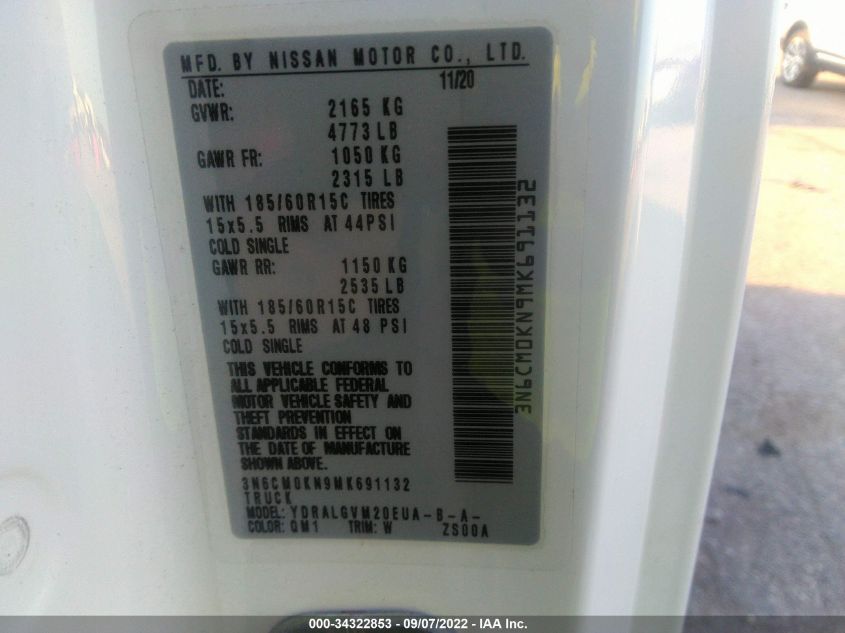 MFD. BY NISSAN MOTOR CO., LTD.
DATE: 11/20
GVWR: 2165 KG
4773 LB
GAWR FR: 1050 KG
2315 LB
WITH 185/60R15C TIRES
15x5.5 RIMS AT 44PSI
COLD SINGLE
GAWR RR: 1150 KG
2535 LB
WITH 185/60R15C TIRES
15x5.5 RIMS AT 48 PSI
COLD SINGLE
THIS VEHICLE CONFORMS TO
ALL APPLICABLE FEDERAL
MOTOR VEHICLE SAFETY AND
THEFT PREVENTION
STANDARDS IN EFFECT ON
THE DATE OF MANUFACTURE
SHOWN ABOVE.
3N6CM0KN9MK691132
TRUCK
MODEL: YDRALGVM20EUA-B-A-
COLOR: QM1 TRIM: W ZS00A
3N6CM0KN9MK691132
000-34322853 - 09/07/2022 - IAA Inc.